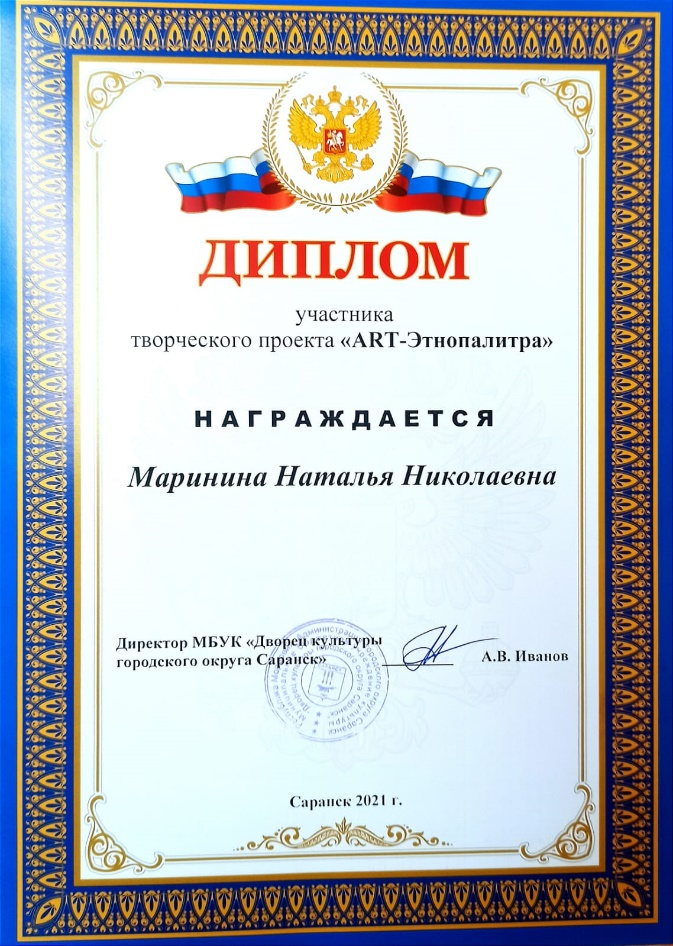 ДИПЛОМ
участника
творческого проекта «ART-Этнопалитра»
НАГРАЖДАЕТСЯ
Маринина Наталья Николаевна
Директор МБУК «Дворец культуры
городского округа Саранск»
А.В. Иванов
Саранск 2021 г.